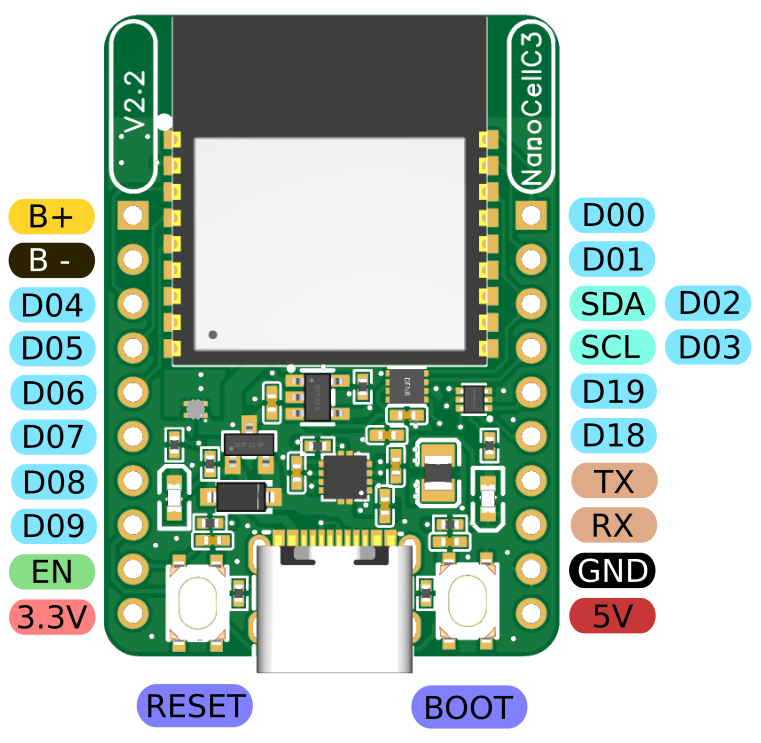 V2.2
NanoCellC3
B+
D00
B -
D01
D04
SDA D02
D05
SCL D03
D06
D19
D07
D18
D08
TX
D09
RX
EN
GND
3.3V
5V
RESET
BOOT